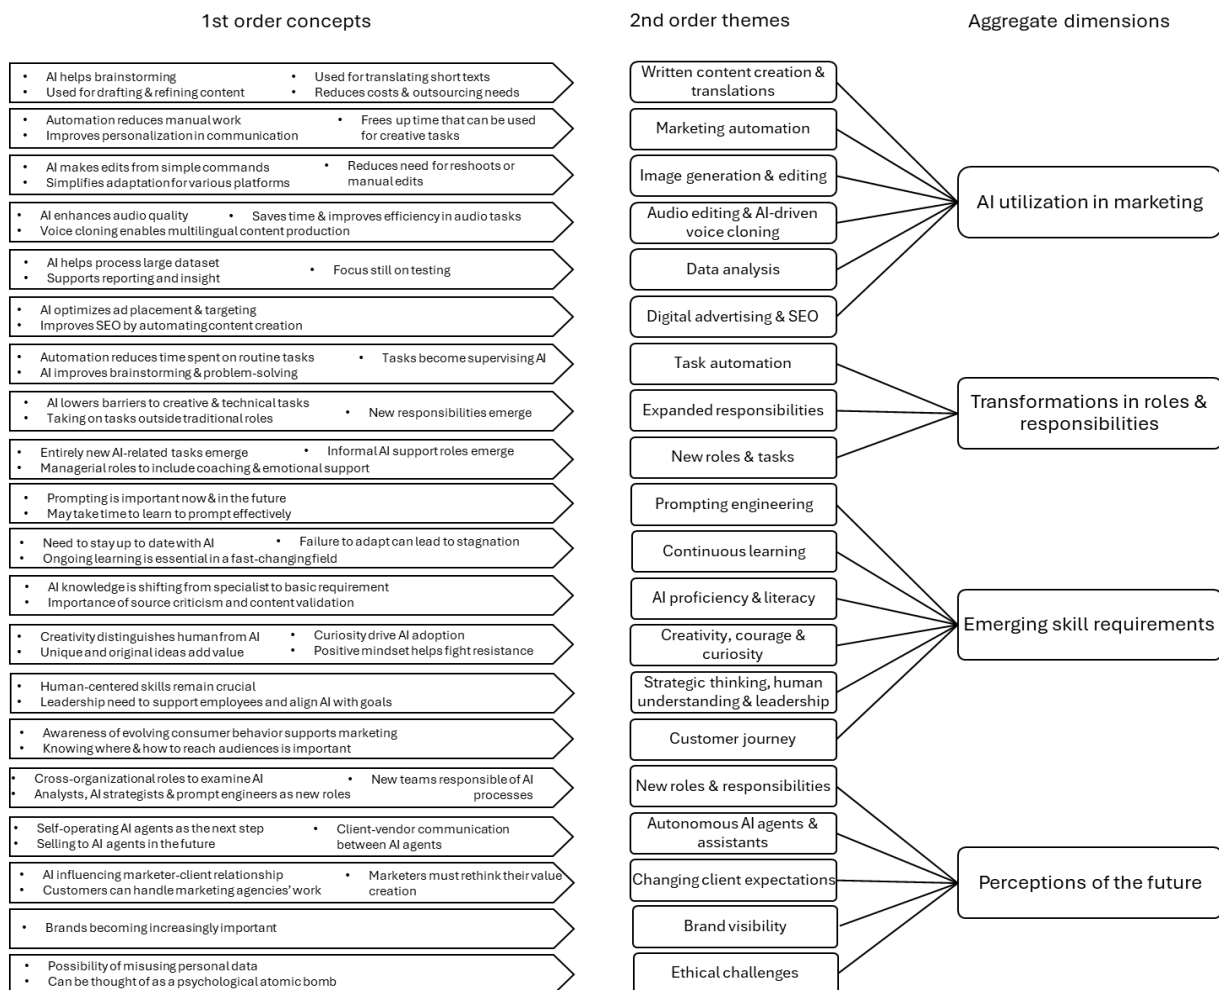 1st order concepts
2nd order themes
Aggregate dimensions
• AI helps brainstorming
• Used for drafting & refining content
• Used for translating short texts
• Reduces costs & outsourcing needs
Written content creation &
translations
• Automation reduces manual work
• Improves personalization in communication
• Frees up time that can be used
for creative tasks
Marketing automation
• AI makes edits from simple commands
• Simplifies adaptation for various platforms
• Reduces need for reshoots or
manual edits
Image generation & editing
• AI enhances audio quality
• Saves time & improves efficiency in audio tasks
• Voice cloning enables multilingual content production
Audio editing & AI-driven
voice cloning
• AI helps process large dataset
• Supports reporting and insight
• Focus still on testing
Data analysis
• AI optimizes ad placement & targeting
• Improves SEO by automating content creation
Digital advertising & SEO
AI utilization in marketing
• Automation reduces time spent on routine tasks
• AI improves brainstorming & problem-solving
• Tasks become supervising AI
Task automation
• AI lowers barriers to creative & technical tasks
• Taking on tasks outside traditional roles
• New responsibilities emerge
Expanded responsibilities
• Entirely new AI-related tasks emerge
• Informal AI support roles emerge
• Managerial roles to include coaching & emotional support
New roles & tasks
Transformations in roles &
responsibilities
• Prompting is important now & in the future
• May take time to learn to prompt effectively
Prompting engineering
• Need to stay up to date with AI
• Failure to adapt can lead to stagnation
• Ongoing learning is essential in a fast-changing field
Continuous learning
• AI knowledge is shifting from specialist to basic requirement
• Importance of source criticism and content validation
AI proficiency & literacy
• Creativity distinguishes human from AI
• Unique and original ideas add value
• Curiosity drive AI adoption
• Positive mindset helps fight resistance
Creativity, courage &
curiosity
• Human-centered skills remain crucial
• Leadership need to support employees and align AI with goals
Strategic thinking, human
understanding & leadership
• Awareness of evolving consumer behavior supports marketing
• Knowing where & how to reach audiences is important
Customer journey
Emerging skill requirements
• Cross-organizational roles to examine AI
• Analysts, AI strategists & prompt engineers as new roles
• New teams responsible of AI
processes
New roles & responsibilities
• Self-operating AI agents as the next step
• Selling to AI agents in the future
• Client-vendor communication
between AI agents
Autonomous AI agents &
assistants
• AI influencing marketer-client relationship
• Customers can handle marketing agencies' work
• Marketers must rethink their value
creation
Changing client expectations
• Brands becoming increasingly important
Brand visibility
• Possibility of misusing personal data
• Can be thought of as a psychological atomic bomb
Ethical challenges
Perceptions of the future